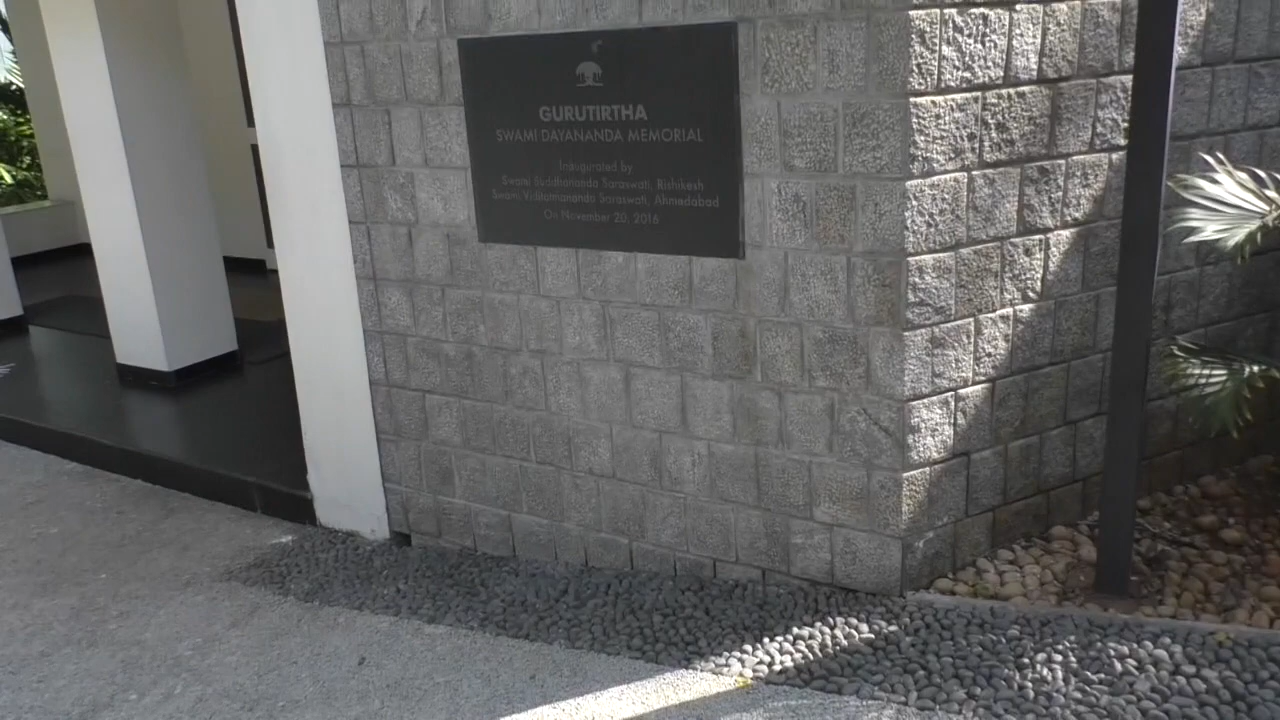 GURUTIRTHA
SWAMI DAYANANDA MEMORIAL
Inaugurated by
Swami Suddhananda Saraswati, Rishikesh
Swami Viditatmananda Saraswati, Ahmedabad
On November 20, 2016